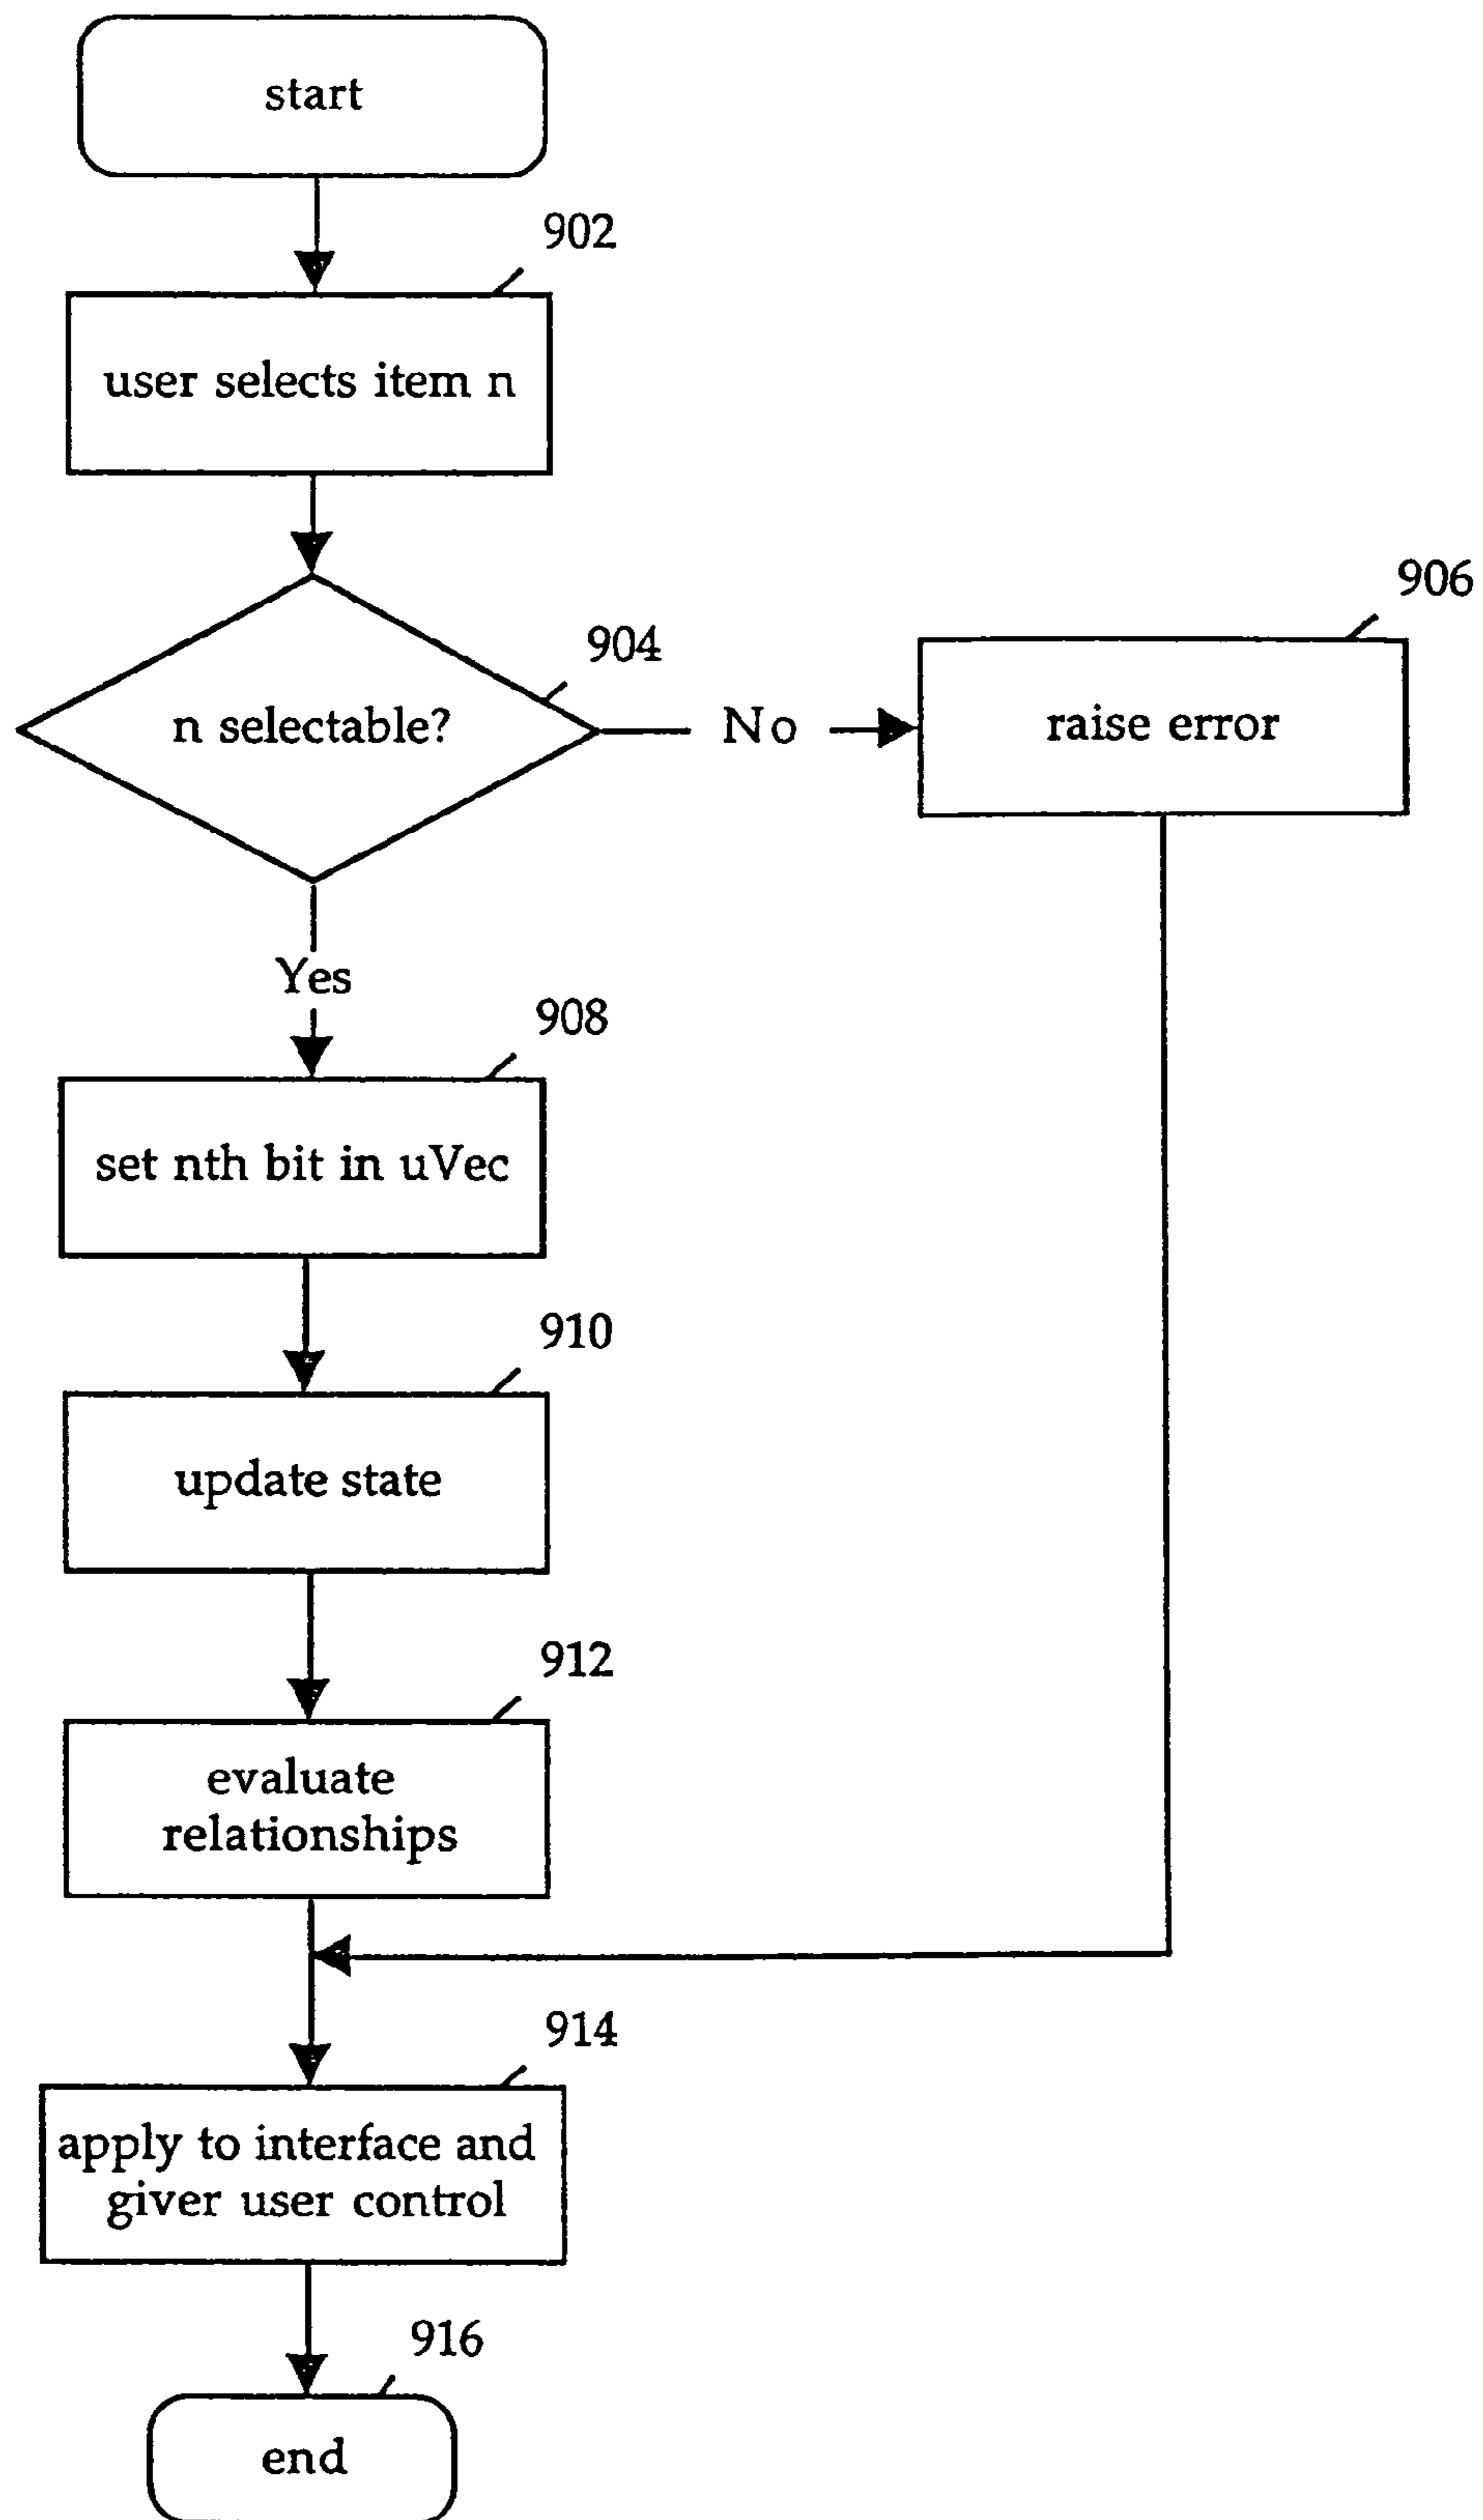 start
902
user selects item n
904
n selectable?
No
906
raise error
Yes
908
set nth bit in uVec
910
update state
912
evaluate
relationships
914
apply to interface and
giver user control
916
end